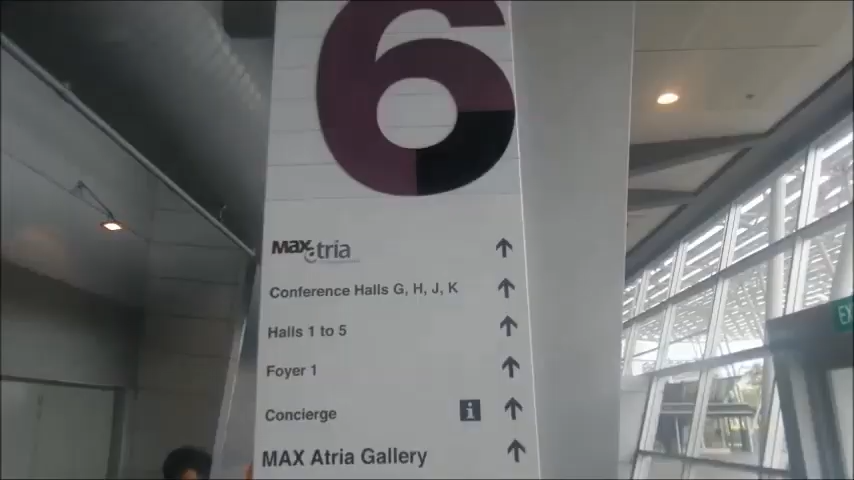 6
MAX atria
Conference Halls G, H, J, K
Halls 1 to 5
Foyer 1
Concierge i
MAX Atria Gallery
EX